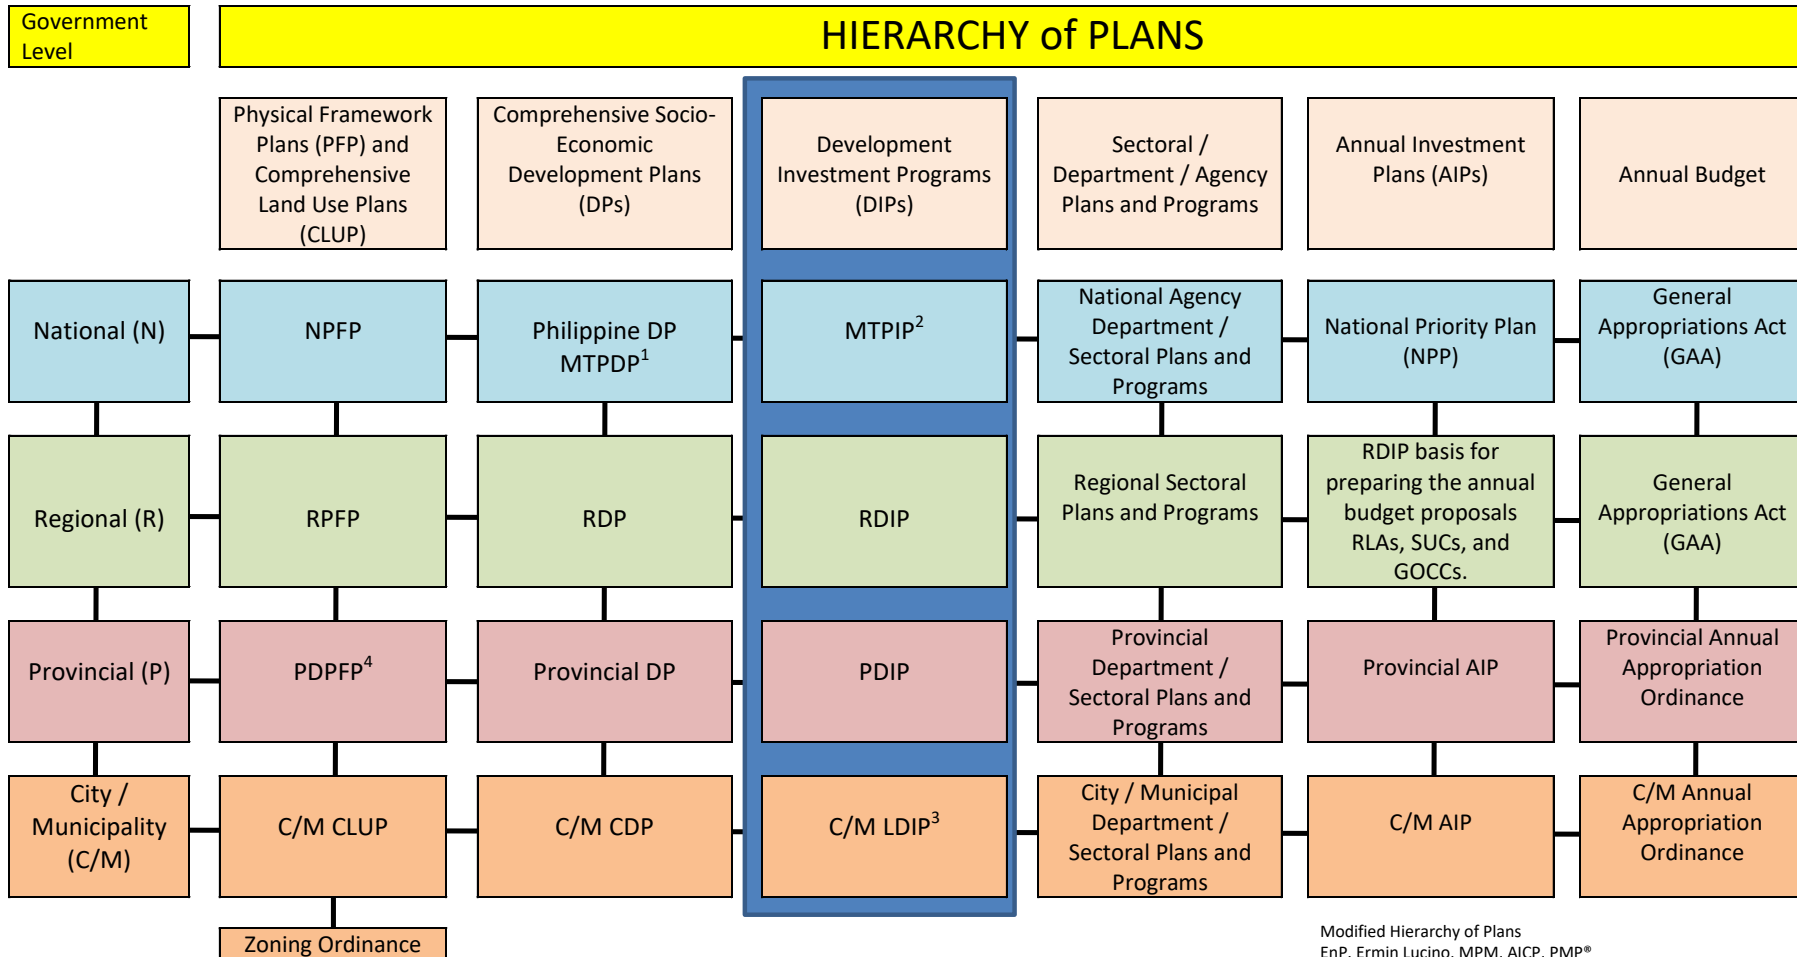 Government
Level
HIERARCHY of PLANS
Physical Framework
Plans (PFP) and
Comprehensive
Land Use Plans
(CLUP)
Comprehensive Socio-
Economic
Development Plans
(DPs)
Development
Investment Programs
(DIPs)
Sectoral /
Department / Agency
Plans and Programs
Annual Investment
Plans (AIPs)
Annual Budget
National (N)
NPFP
Philippine DP
MTPDP1
MTPIP2
National Agency
Department /
Sectoral Plans and
Programs
National Priority Plan
(NPP)
General
Appropriations Act
(GAA)
Regional (R)
RPFP
RDP
RDIP
Regional Sectoral
Plans and Programs
RDIP basis for
preparing the annual
budget proposals
RLAs, SUCs, and
GOCCs.
General
Appropriations Act
(GAA)
Provincial (P)
PDPFP4
Provincial DP
PDIP
Provincial
Department /
Sectoral Plans and
Programs
Provincial AIP
Provincial Annual
Appropriation
Ordinance
City /
Municipality
(C/M)
C/M CLUP
C/M CDP
C/M LDIP3
City / Municipal
Department /
Sectoral Plans and
Programs
C/M AIP
C/M Annual
Appropriation
Ordinance
Zoning Ordinance
Modified Hierarchy of Plans
EnP. Ermin Lucino, MPM, AICP, PMP®